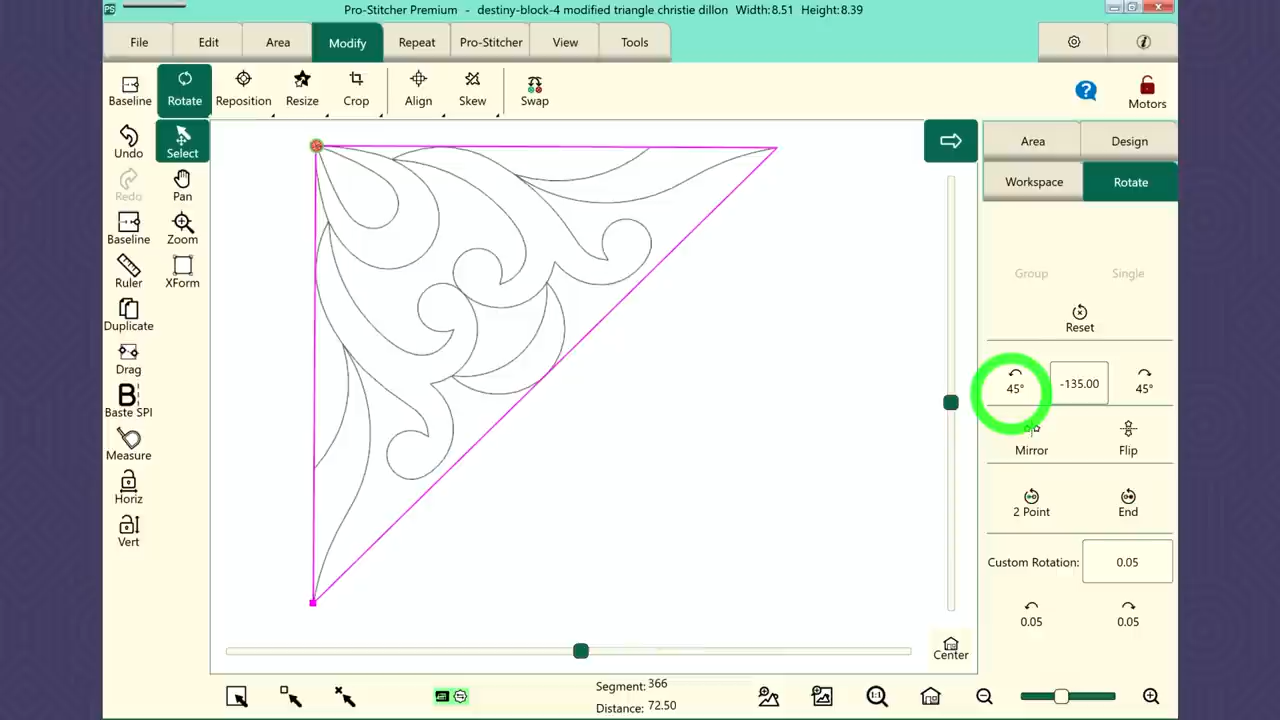 PS
Pro-Stitcher Premium - destiny-block-4 modified triangle christie dillon Width:8.51 Height:8.39
File Edit Area Modify Repeat Pro-Stitcher View Tools
Baseline Rotate Reposition Resize Crop Align Skew Swap Motors
Undo Select
Redo Pan
Baseline Zoom
Ruler XForm
Duplicate
Drag
Baste SPI
Measure
Horiz
Vert
Area Design
Workspace Rotate
Group Single
Reset
45° -135.00 45°
Mirror Flip
2 Point End
Custom Rotation: 0.05
0.05 0.05
Center
Segment: 366
Distance: 72.50
1:1